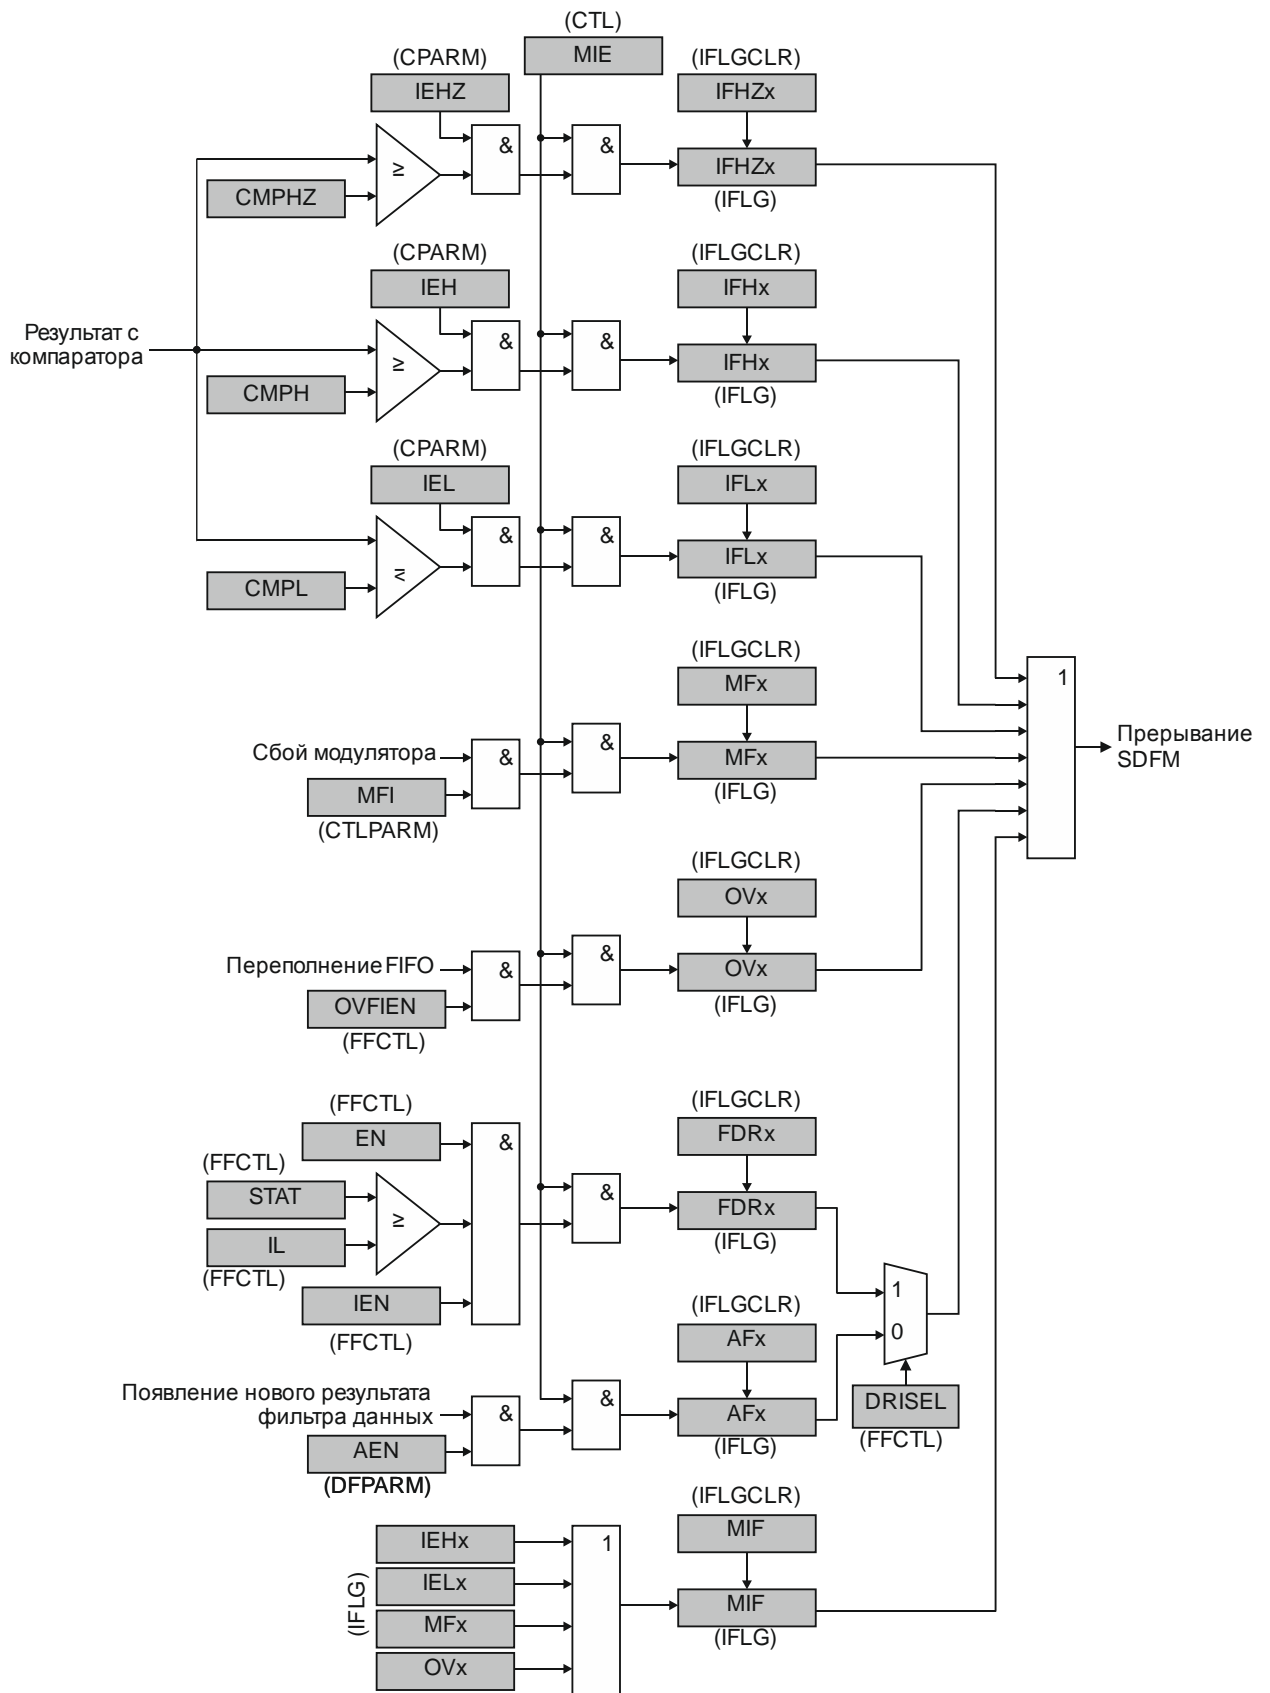 (CTL)
MIE
(CPARM)
IEHZ
(IFLGCLR)
IFHZx
&
&
≥
CMPHZ
IFHZx
(IFLG)
(CPARM)
IEH
(IFLGCLR)
IFHx
Результат с
компаратора
&
&
≥
CMPH
IFHx
(IFLG)
(CPARM)
IEL
(IFLGCLR)
IFLx
&
&
≤
CMPL
IFLx
(IFLG)
(IFLGCLR)
MFx
1
Прерывание
SDFM
Сбой модулятора
&
&
MFI
(CTLPARM)
MFx
(IFLG)
(IFLGCLR)
OVx
Переполнение FIFO
&
&
OVFIEN
(FFCTL)
OVx
(IFLG)
(FFCTL)
EN
(IFLGCLR)
FDRx
&
(FFCTL)
STAT
≥
IL
(FFCTL)
&
FDRx
(IFLG)
IEN
(FFCTL)
(IFLGCLR)
AFx
1
0
DRISEL
(FFCTL)
Появление нового результата
фильтра данных
&
&
AEN
(DFPARM)
AFx
(IFLG)
(IFLGCLR)
MIF
(IFLG)
IEHx
IELx
MFx
OVx
1
MIF
(IFLG)